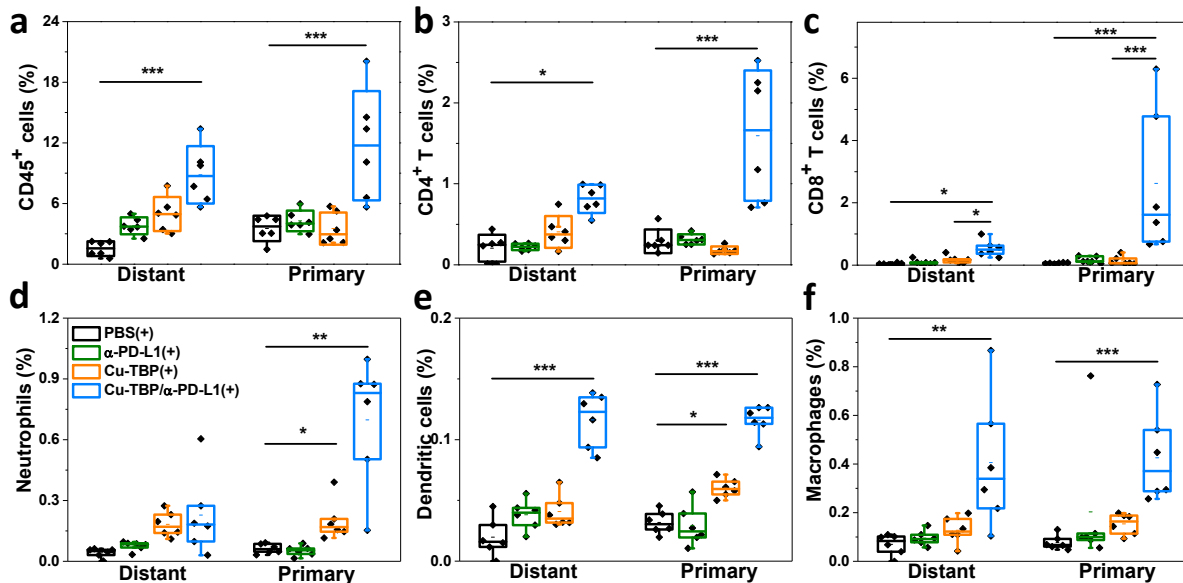 a
CD45+ cells (%)
24
18
12
6
0
***
***
Distant
Primary
b
CD4+ T cells (%)
3
2
1
0
*
***
Distant
Primary
c
CD8+ T cells (%)
6
4
2
0
*
*
***
***
Distant
Primary
d
Neutrophils (%)
1.2
0.9
0.6
0.3
0.0
PBS(+)
α-PD-L1(+)
Cu-TBP(+)
Cu-TBP/α-PD-L1(+)
**
*
Distant
Primary
e
Dendritic cells (%)
0.2
0.1
0.0
***
***
*
Distant
Primary
f
Macrophages (%)
1.0
0.8
0.6
0.4
0.2
0.0
**
***
Distant
Primary